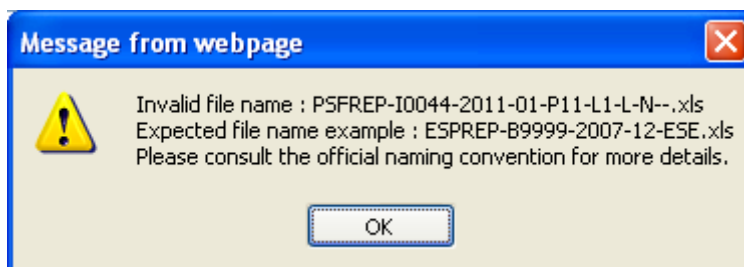 Message from webpage
Invalid file name : PSFREP-I0044-2011-01-P11-L1-L-N--.xls
Expected file name example : ESPREP-B9999-2007-12-ESE.xls
Please consult the official naming convention for more details.
OK